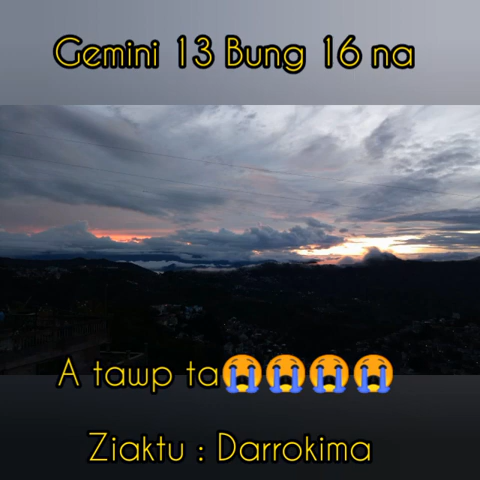 Gemini 13 Bung 16 na
A tawp ta😭😭😭😭
Ziaktu : Darrokima